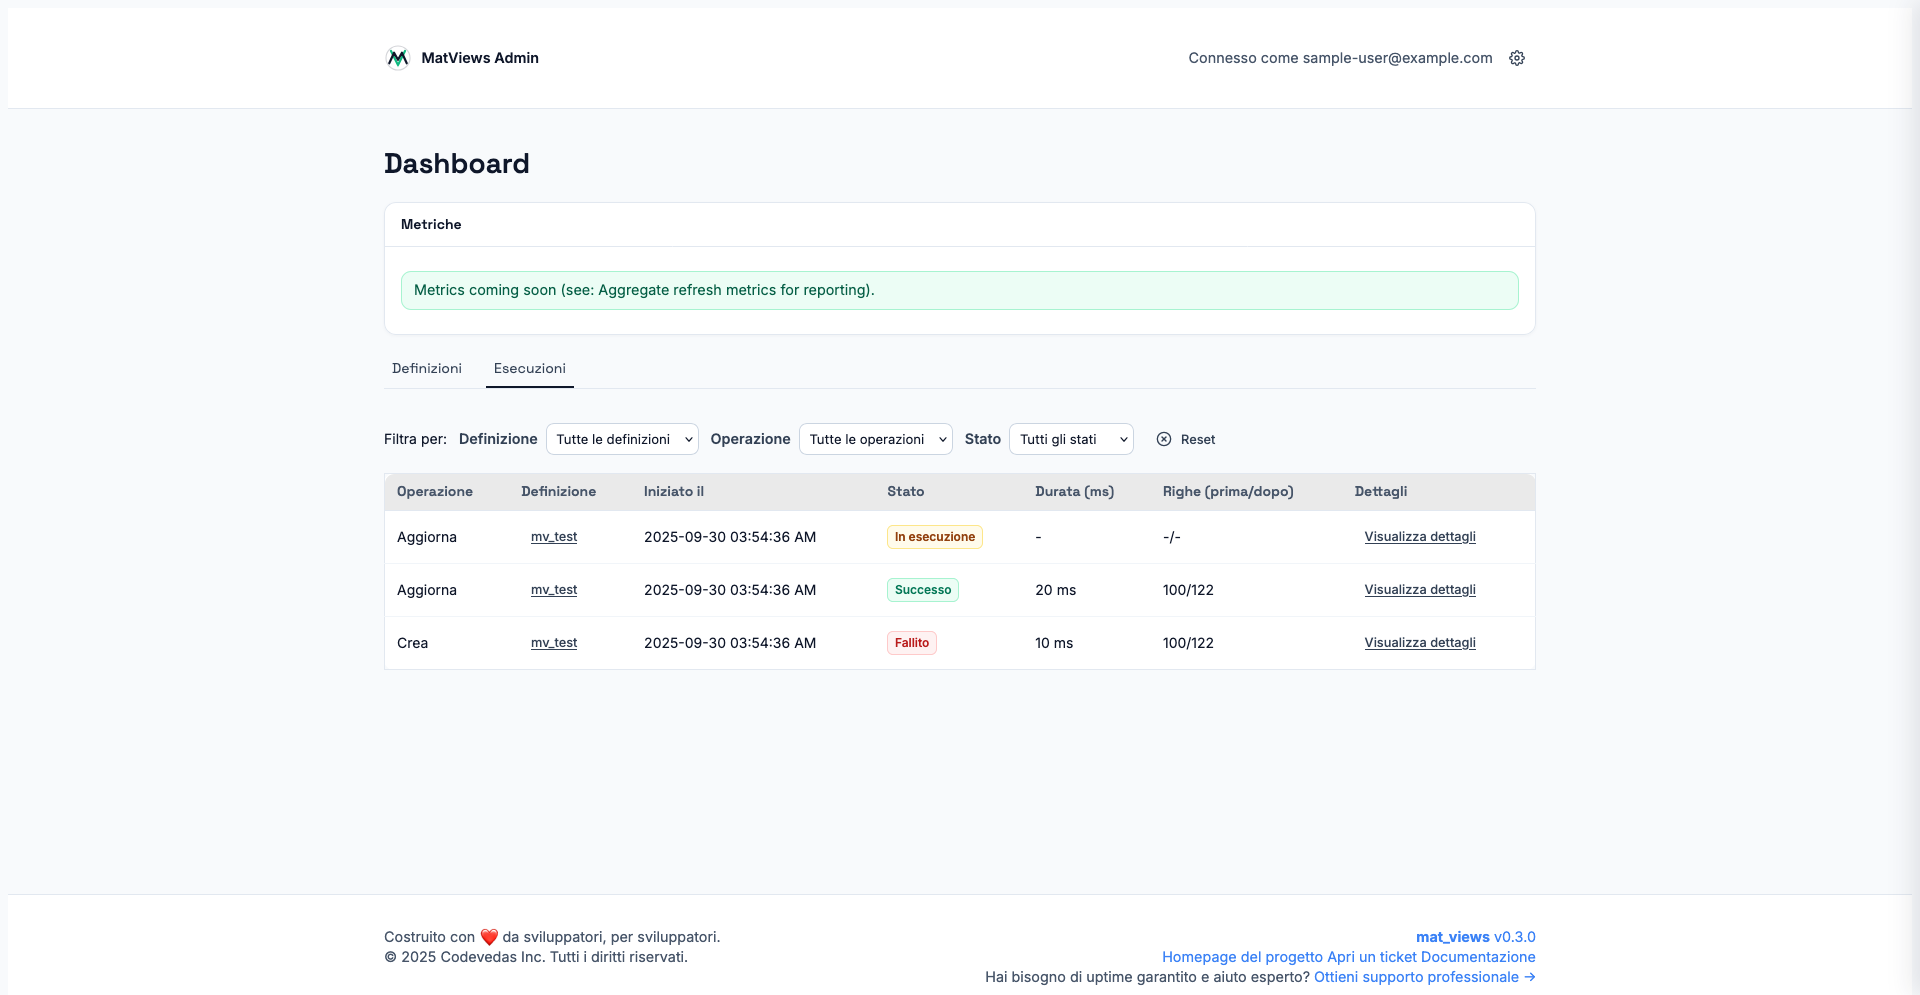 MatViews Admin
Connesso come sample-user@example.com
Dashboard
Metriche
Metrics coming soon (see: Aggregate refresh metrics for reporting).
Definizioni Esecuzioni
Filtra per: Definizione Tutte le definizioni Operazione Tutte le operazioni Stato Tutti gli stati Reset
Operazione Definizione Iniziato il Stato Durata (ms) Righe (prima/dopo) Dettagli
Aggiorna mv_test 2025-09-30 03:54:36 AM In esecuzione - -/- Visualizza dettagli
Aggiorna mv_test 2025-09-30 03:54:36 AM Successo 20 ms 100/122 Visualizza dettagli
Crea mv_test 2025-09-30 03:54:36 AM Fallito 10 ms 100/122 Visualizza dettagli
Costruito con ❤️ da sviluppatori, per sviluppatori.
© 2025 Codevedas Inc. Tutti i diritti riservati.
mat_views v0.3.0
Homepage del progetto Apri un ticket Documentazione
Hai bisogno di uptime garantito e aiuto esperto? Ottieni supporto professionale →